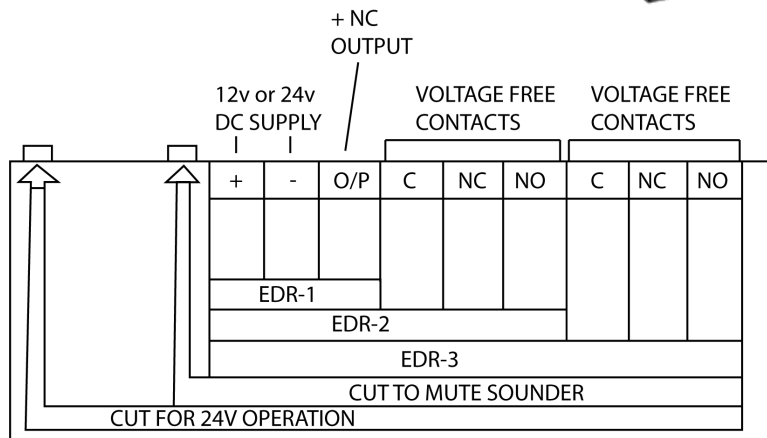 + NC
OUTPUT
12v or 24v
DC SUPPLY
VOLTAGE FREE
CONTACTS
VOLTAGE FREE
CONTACTS
+ - O/P C NC NO C NC NO
EDR-1
EDR-2
EDR-3
CUT TO MUTE SOUNDER
CUT FOR 24V OPERATION